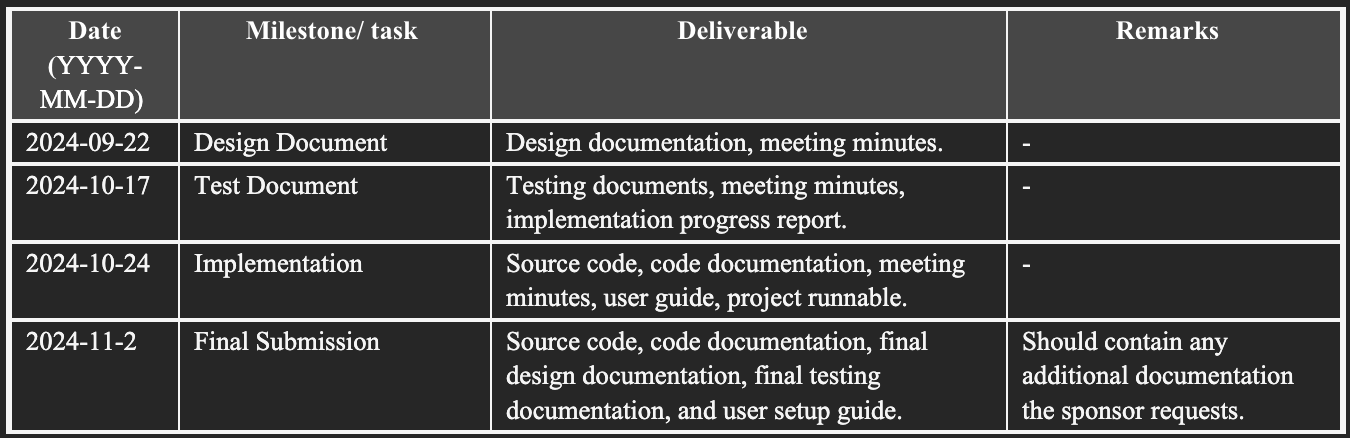 Date
(YYYY-
MM-DD)
Milestone/ task
Deliverable
Remarks
2024-09-22
Design Document
Design documentation, meeting minutes.
-
2024-10-17
Test Document
Testing documents, meeting minutes,
implementation progress report.
-
2024-10-24
Implementation
Source code, code documentation, meeting
minutes, user guide, project runnable.
-
2024-11-2
Final Submission
Source code, code documentation, final
design documentation, final testing
documentation, and user setup guide.
Should contain any
additional documentation
the sponsor requests.